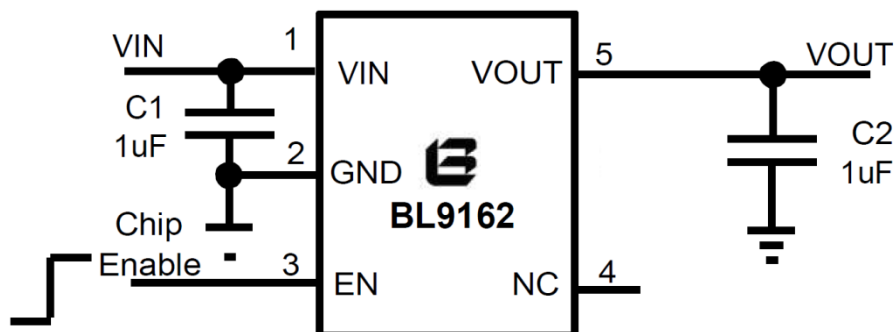 VIN
1
VIN
VOUT
5
VOUT
C1
1uF
C2
1uF
2
GND
BL9162
Chip
Enable
3
EN
NC
4